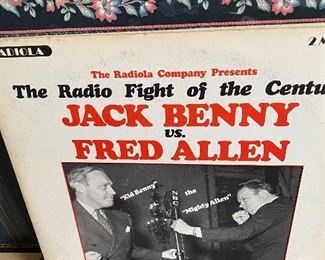 RADIOLA
The Radiola Company Presents
The Radio Fight of the Centu
JACK BENNY
vs.
FRED ALLEN
"Kid Benny"
vs
the
"Mighty Allen"
NBC